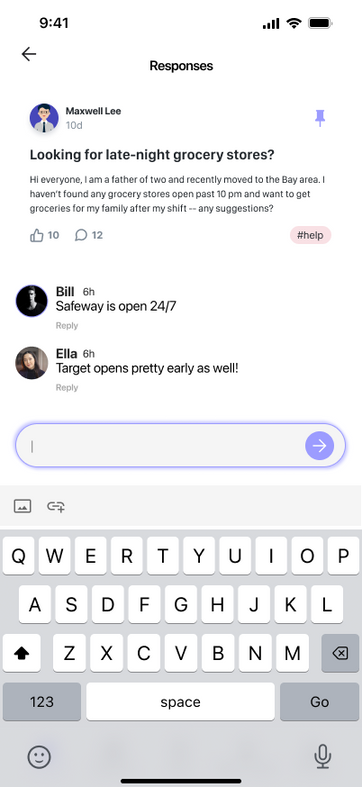 9:41
Responses
Maxwell Lee
10d
Looking for late-night grocery stores?
Hi everyone, I am a father of two and recently moved to the Bay area. I
haven't found any grocery stores open past 10 pm and want to get
groceries for my family after my shift -- any suggestions?
10 12 #help
Bill 6h
Safeway is open 24/7
Reply
Ella 6h
Target opens pretty early as well!
Reply
Q W E R T Y U I O P
A S D F G H J K L
Z X C V B N M
123 space Go